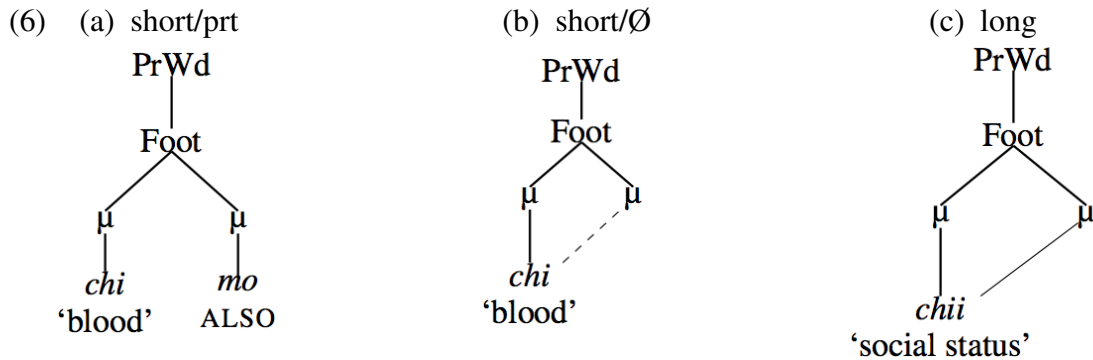 (6) (a) short/prt (b) short/Ø (c) long
PrWd PrWd PrWd
Foot Foot Foot
μ μ μ μ μ μ
chi mo chi chii
‘blood’ ALSO ‘blood’ ‘social status’